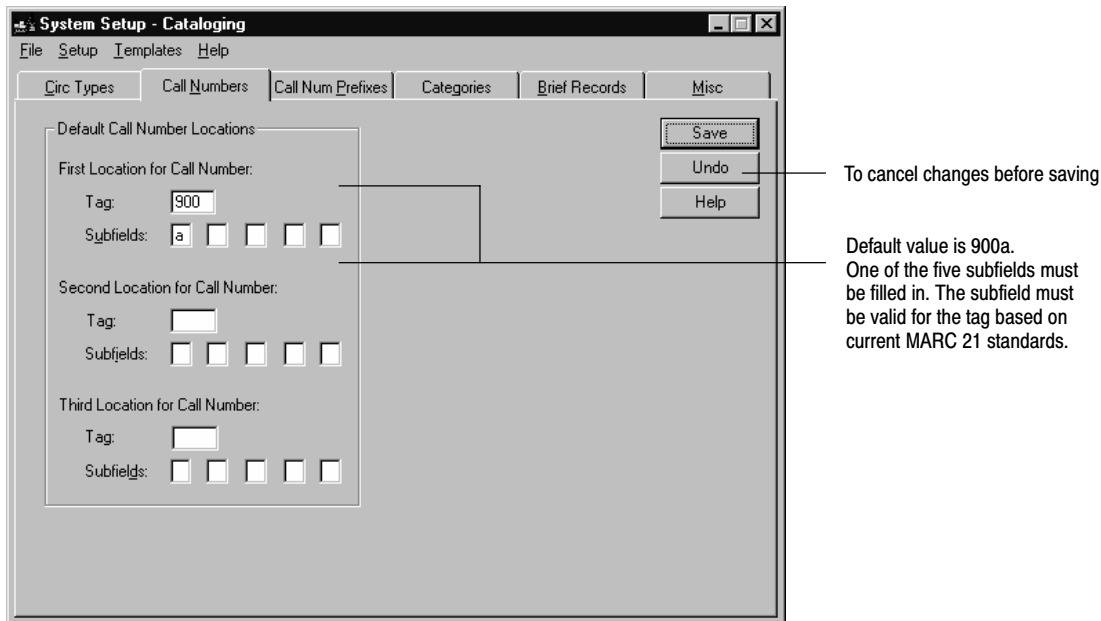 System Setup - Cataloging
File Setup Templates Help
Circ Types Call Numbers Call Num Prefixes Categories Brief Records Misc
Default Call Number Locations
First Location for Call Number:
Tag: 900
Subfields: a
Second Location for Call Number:
Tag:
Subfields:
Third Location for Call Number:
Tag:
Subfields:
Save
Undo
Help
To cancel changes before saving
Default value is 900a.
One of the five subfields must
be filled in. The subfield must
be valid for the tag based on
current MARC 21 standards.